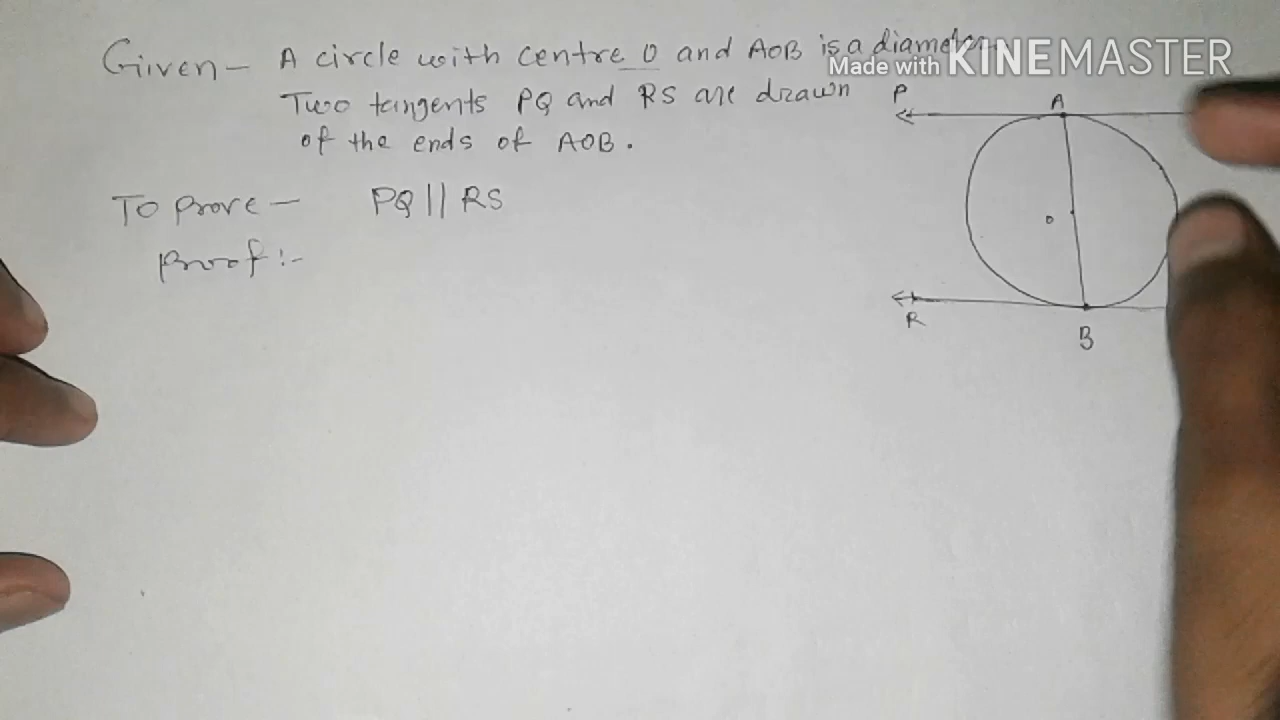 Given- A circle with centre O and AOB is a diameter
Made with KINEMASTER
Two tangents PQ and RS are drawn
of the ends of AOB.
To prove- PQ || RS
Proof :-
P
A
O
R
B